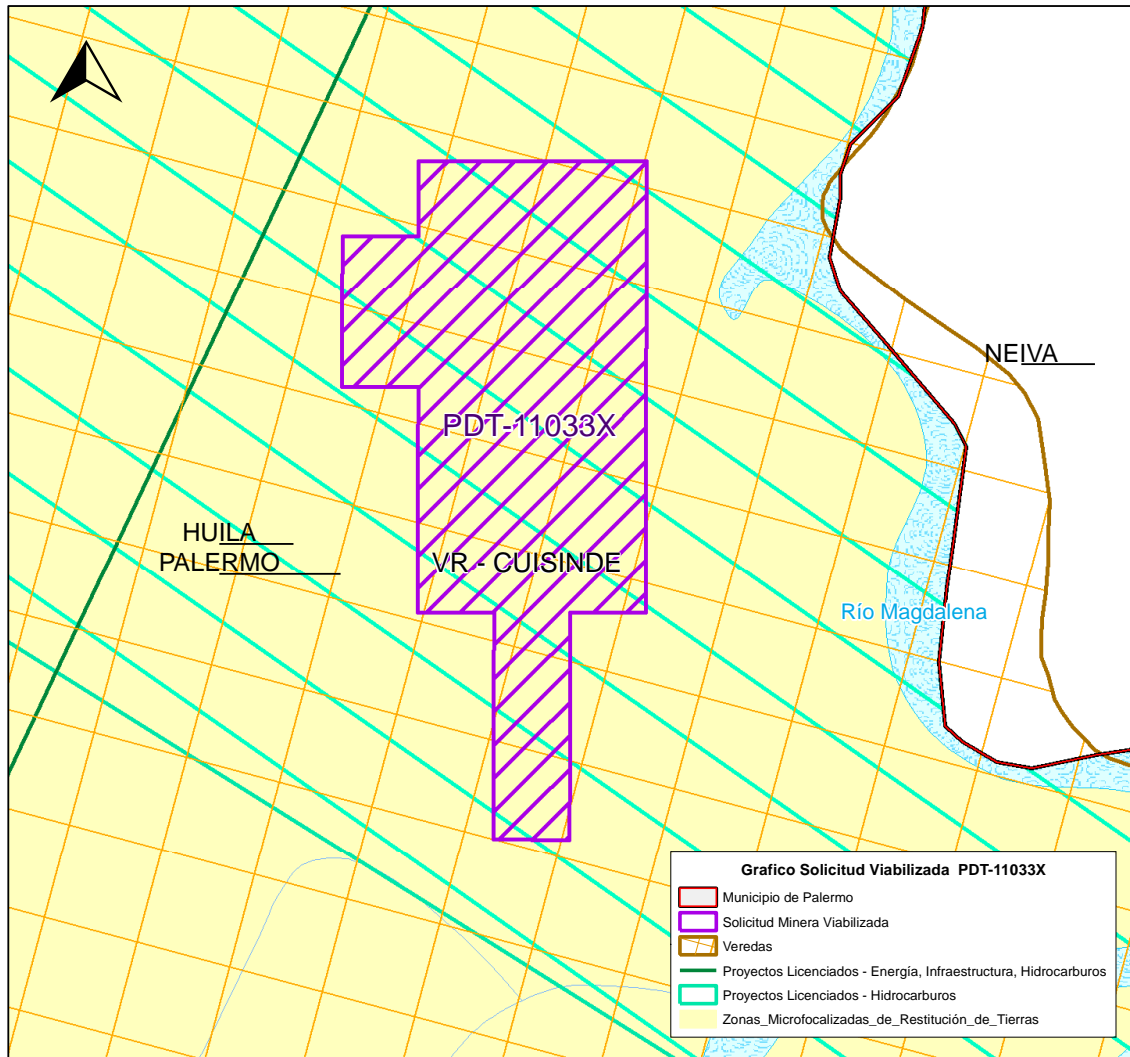 NEIVA
PDT-11033X
HUILA
PALERMO
VR - CUISINDE
Río Magdalena
Grafico Solicitud Viabilizada PDT-11033X
Municipio de Palermo
Solicitud Minera Viabilizada
Veredas
Proyectos Licenciados - Energía, Infraestructura, Hidrocarburos
Proyectos Licenciados - Hidrocarburos
Zonas_Microfocalizadas_de_Restitución_de_Tierras